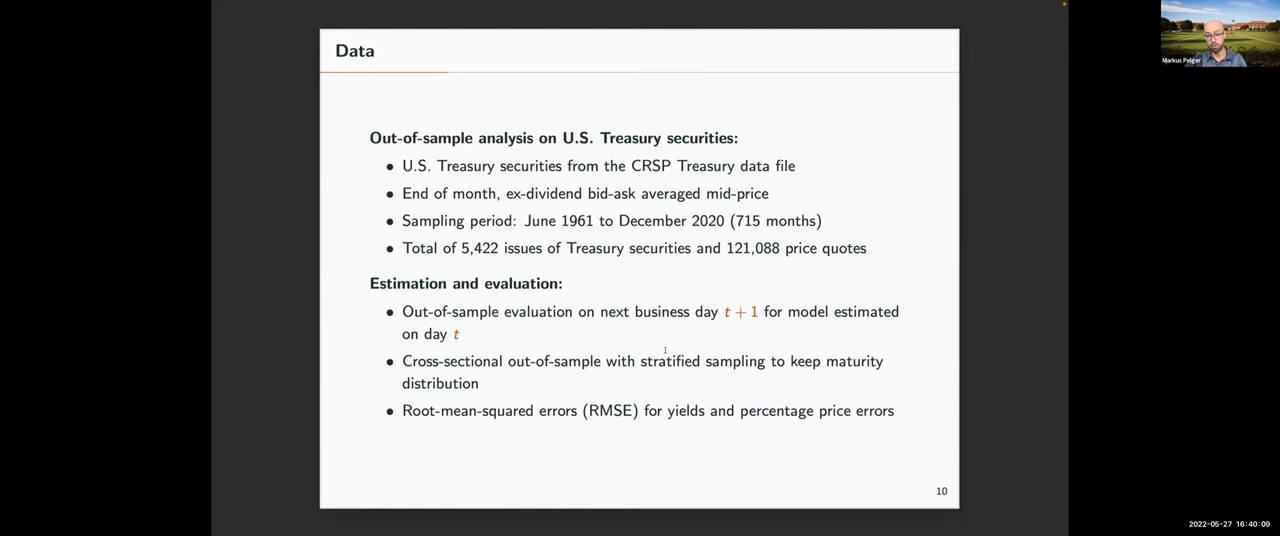 Data
Out-of-sample analysis on U.S. Treasury securities:
• U.S. Treasury securities from the CRSP Treasury data file
• End of month, ex-dividend bid-ask averaged mid-price
• Sampling period: June 1961 to December 2020 (715 months)
• Total of 5,422 issues of Treasury securities and 121,088 price quotes
Estimation and evaluation:
• Out-of-sample evaluation on next business day t + 1 for model estimated
on day t
• Cross-sectional out-of-sample with stratified sampling to keep maturity
distribution
• Root-mean-squared errors (RMSE) for yields and percentage price errors
10
Markus Pelger
2022-05-27 16:40:09